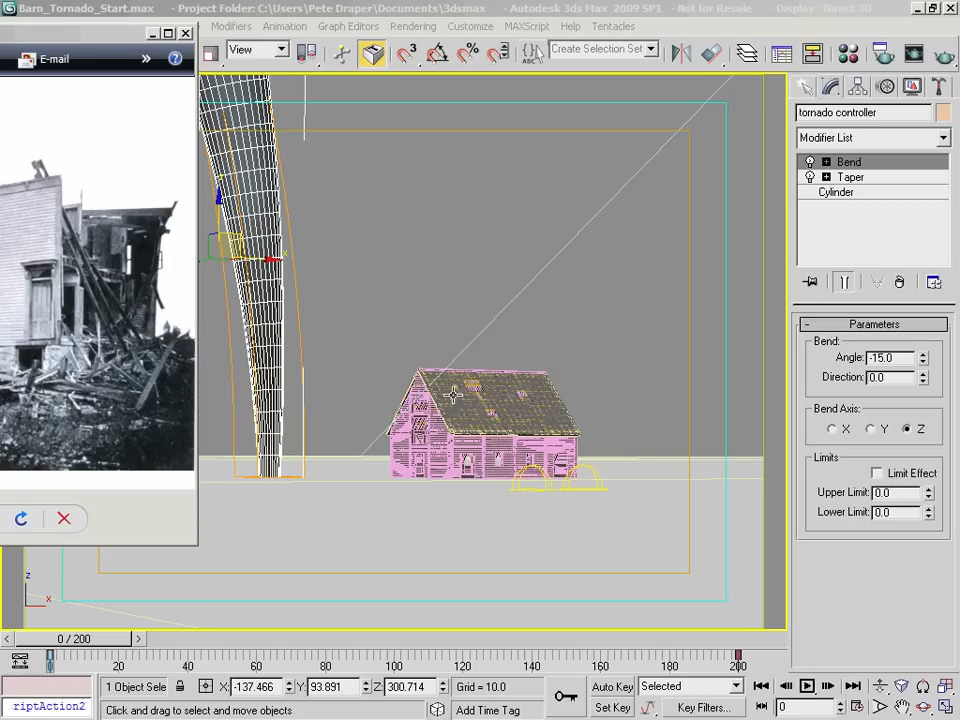 Barn_Tornado_Start.max - Project Folder: C:\Users\Pete Draper\Documents\3dsmax - Autodesk 3ds Max 2009 SP1 - Not For Resale - Display : Direct 3D
Modifiers Animation Graph Editors Rendering Customize MAXScript Help Tentacles
E-mail »
View
Create Selection Set
ABC
tornado controller
Modifier List
Bend
Taper
Cylinder
Parameters
Bend:
Angle: -15.0
Direction: 0.0
Bend Axis:
X Y Z
Limits
Limit Effect
Upper Limit: 0.0
Lower Limit: 0.0
z
x
0 / 200
20 40 60 80 100 120 140 160 180 200
1 Object Sele X: -137.466 Y: 93.891 Z: 300.714 Grid = 10.0 Auto Key Selected
riptAction2 Click and drag to select and move objects Add Time Tag Set Key Key Filters... 0